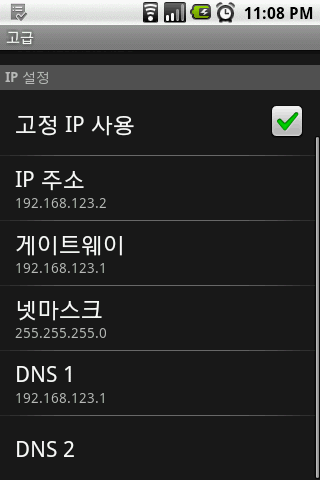 11:08 PM
고급
IP 설정
고정 IP 사용
IP 주소
192.168.123.2
게이트웨이
192.168.123.1
넷마스크
255.255.255.0
DNS 1
192.168.123.1
DNS 2